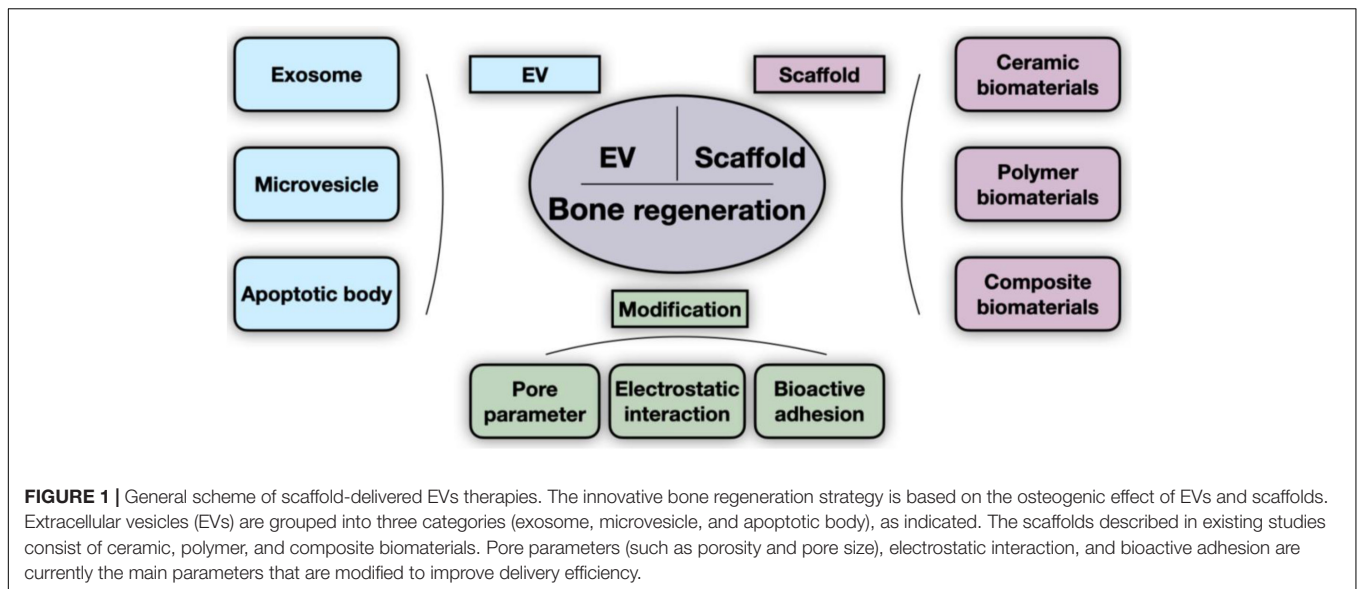 Exosome
Microvesicle
Apoptotic body
EV
Scaffold
EV
Scaffold
Bone regeneration
Ceramic
biomaterials
Polymer
biomaterials
Composite
biomaterials
Modification
Pore
parameter
Electrostatic
interaction
Bioactive
adhesion
FIGURE 1 | General scheme of scaffold-delivered EVs therapies. The innovative bone regeneration strategy is based on the osteogenic effect of EVs and scaffolds.
Extracellular vesicles (EVs) are grouped into three categories (exosome, microvesicle, and apoptotic body), as indicated. The scaffolds described in existing studies
consist of ceramic, polymer, and composite biomaterials. Pore parameters (such as porosity and pore size), electrostatic interaction, and bioactive adhesion are
currently the main parameters that are modified to improve delivery efficiency.